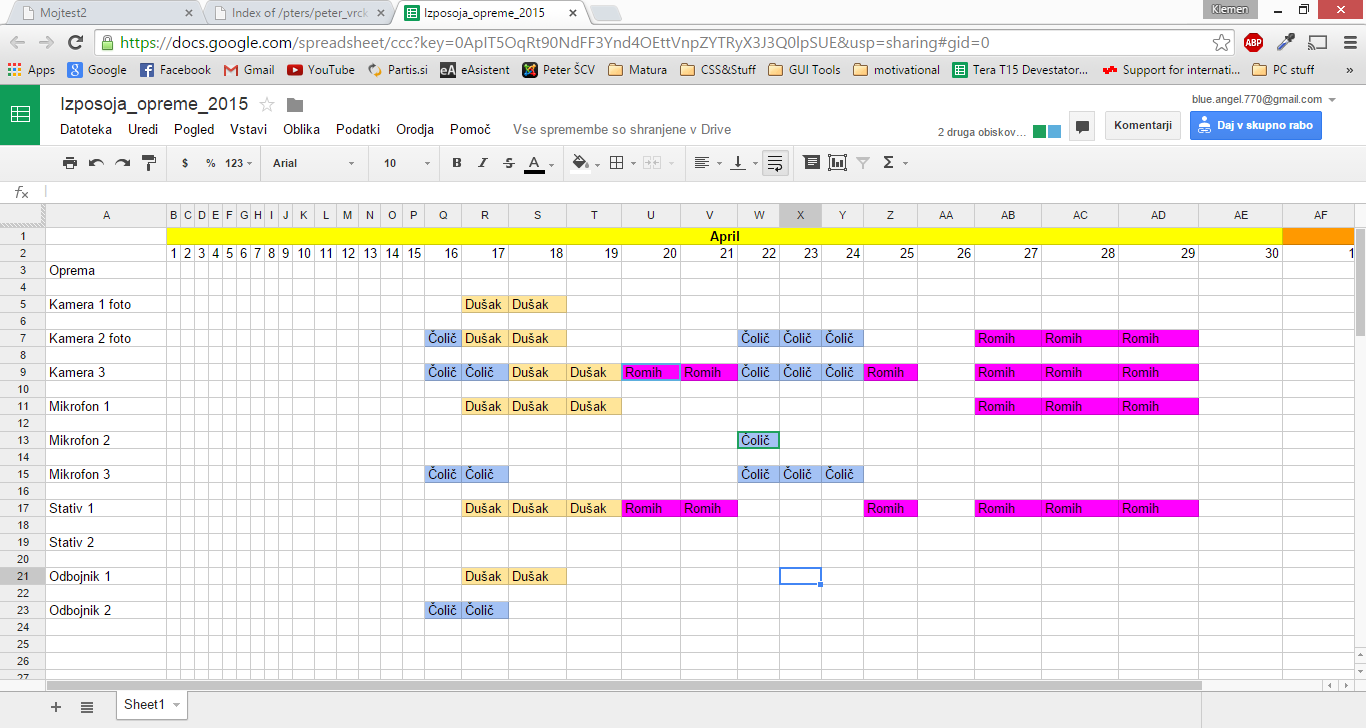 Mojtest2 Index of /pters/peter_vrck Izposoja_opreme_2015 Klemen
https://docs.google.com/spreadsheet/ccc?key=0ApIT5OqRt90NdFF3Ynd4OEttVnpZYTRyX3J3Q0lpSUE&usp=sharing#gid=0 ABP
Apps Google Facebook Gmail YouTube Partis.si eAsistent Peter ŠCV Matura CSS&Stuff GUI Tools motivational Tera T15 Devestator... Support for internati... PC stuff »
Izposoja_opreme_2015 blue.angel.770@gmail.com
Datoteka Uredi Pogled Vstavi Oblika Podatki Orodja Pomoč Vse spremembe so shranjene v Drive 2 druga obiskov... Komentarji Daj v skupno rabo
$ % 123 Arial 10 B I S A Σ
fx
A B C D E F G H I J K L M N O P Q R S T U V W X Y Z AA AB AC AD AE AF
1 April
2 1 2 3 4 5 6 7 8 9 10 11 12 13 14 15 16 17 18 19 20 21 22 23 24 25 26 27 28 29 30 1
3 Oprema
4
5 Kamera 1 foto Dušak Dušak
6
7 Kamera 2 foto Čolič Dušak Dušak Čolič Čolič Čolič Romih Romih Romih
8
9 Kamera 3 Čolič Čolič Dušak Dušak Romih Romih Čolič Čolič Čolič Romih Romih Romih Romih
10
11 Mikrofon 1 Dušak Dušak Dušak Romih Romih Romih
12
13 Mikrofon 2 Čolič
14
15 Mikrofon 3 Čolič Čolič Čolič Čolič Čolič
16
17 Stativ 1 Dušak Dušak Dušak Romih Romih Romih Romih Romih Romih
18
19 Stativ 2
20
21 Odbojnik 1 Dušak Dušak
22
23 Odbojnik 2 Čolič Čolič
24
25
26
27
+ Sheet1